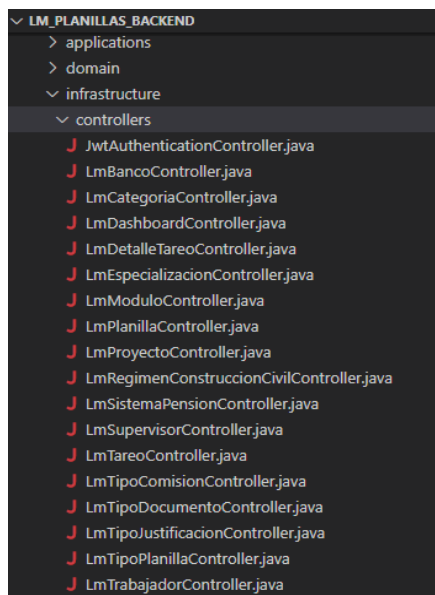 LM_PLANILLAS_BACKEND
applications
domain
infrastructure
controllers
J JwtAuthenticationController.java
J LmBancoController.java
J LmCategoriaController.java
J LmDashboardController.java
J LmDetalleTareoController.java
J LmEspecializacionController.java
J LmModuloController.java
J LmPlanillaController.java
J LmProyectoController.java
J LmRegimenConstruccionCivilController.java
J LmSistemaPensionController.java
J LmSupervisorController.java
J LmTareoController.java
J LmTipoComisionController.java
J LmTipoDocumentoController.java
J LmTipoJustificacionController.java
J LmTipoPlanillaController.java
J LmTrabajadorController.java